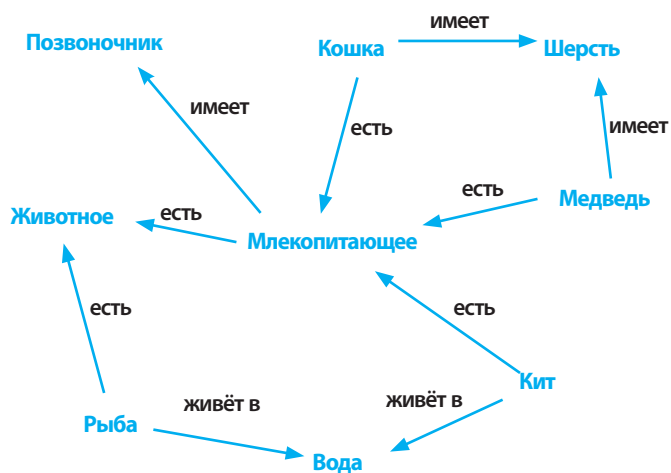 имеет
Позвоночник
Кошка
Шерсть
имеет
есть
имеет
есть
Медведь
Животное
есть
Млекопитающее
есть
есть
Кит
живёт в
живёт в
Рыба
Вода